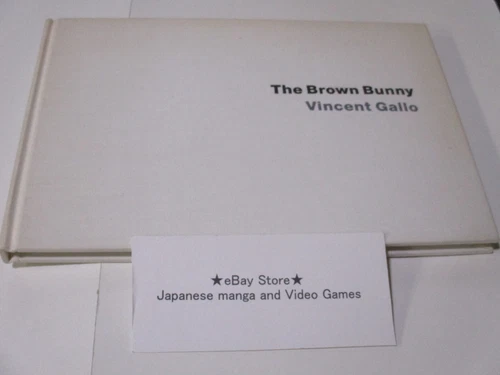 The Brown Bunny
Vincent Gallo
★eBay Store★
Japanese manga and Video Games